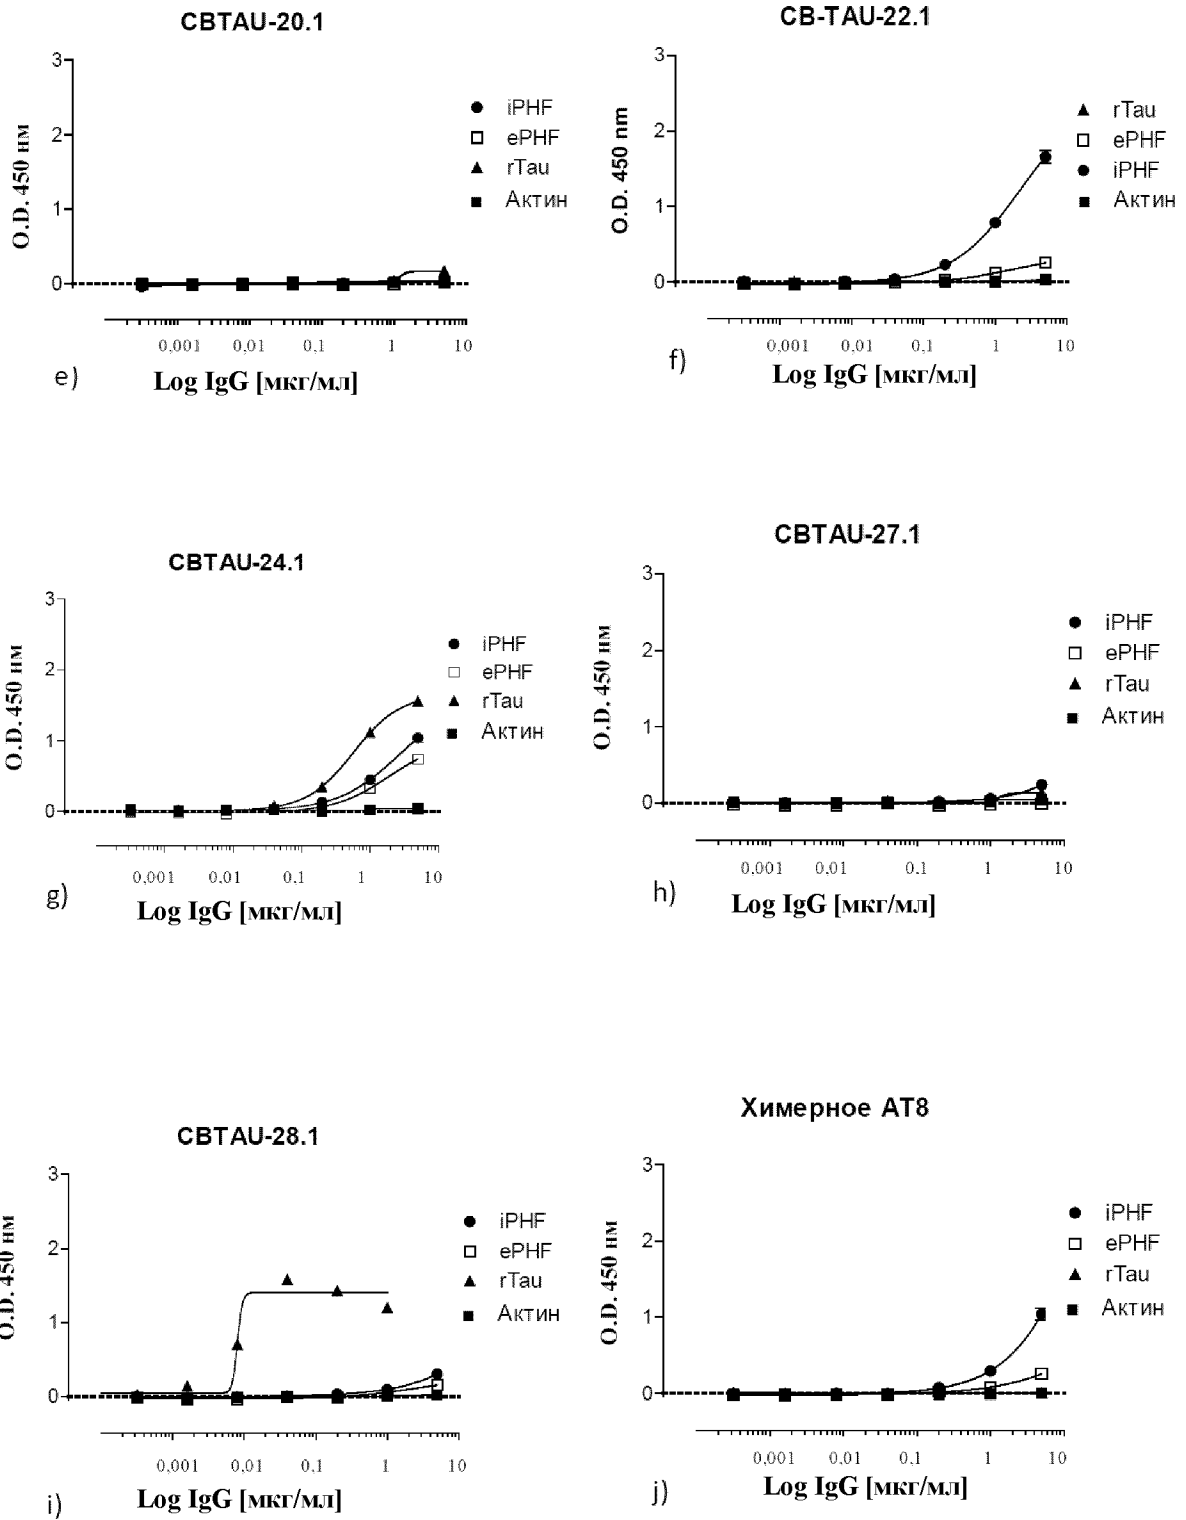 CBTAU-20.1
3
2
1
0
O.D. 450 нм
iPHF
ePHF
rTau
Актин
0,001 0,01 0,1 1 10
e)
Log IgG [мкг/мл]
CB-TAU-22.1
3
2
1
0
O.D. 450 nm
rTau
ePHF
iPHF
Актин
0,001 0,01 0,1 1 10
f)
Log IgG [мкг/мл]
CBTAU-24.1
3
2
1
0
O.D. 450 нм
iPHF
ePHF
rTau
Актин
0,001 0,01 0,1 1 10
g)
Log IgG [мкг/мл]
CBTAU-27.1
3
2
1
0
O.D. 450 нм
iPHF
ePHF
rTau
Актин
0,001 0,01 0,1 1 10
h)
Log IgG [мкг/мл]
CBTAU-28.1
3
2
1
0
O.D. 450 нм
iPHF
ePHF
rTau
Актин
0,001 0,01 0,1 1 10
i)
Log IgG [мкг/мл]
Химерное AT8
3
2
1
0
O.D. 450 нм
iPHF
ePHF
rTau
Актин
0,001 0,01 0,1 1 10
j)
Log IgG [мкг/мл]